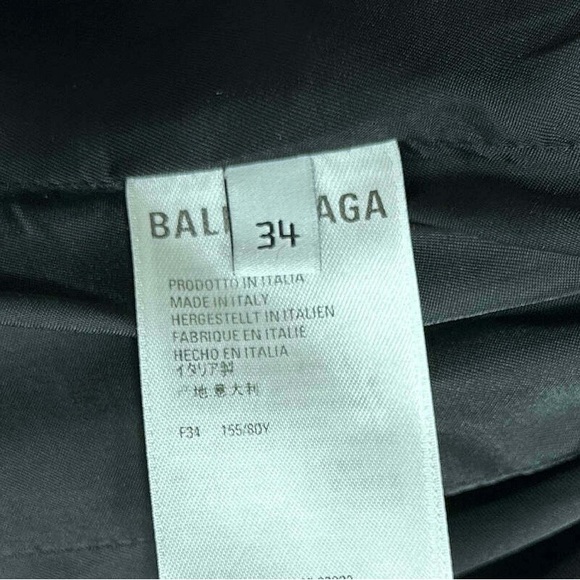 BAL AGA
34
PRODOTTO IN ITALIA
MADE IN ITALY
HERGESTELLT IN ITALIEN
FABRIQUE EN ITALIE
HECHO EN ITALIA
イタリア製
产地 意大利
F34 155/80Y